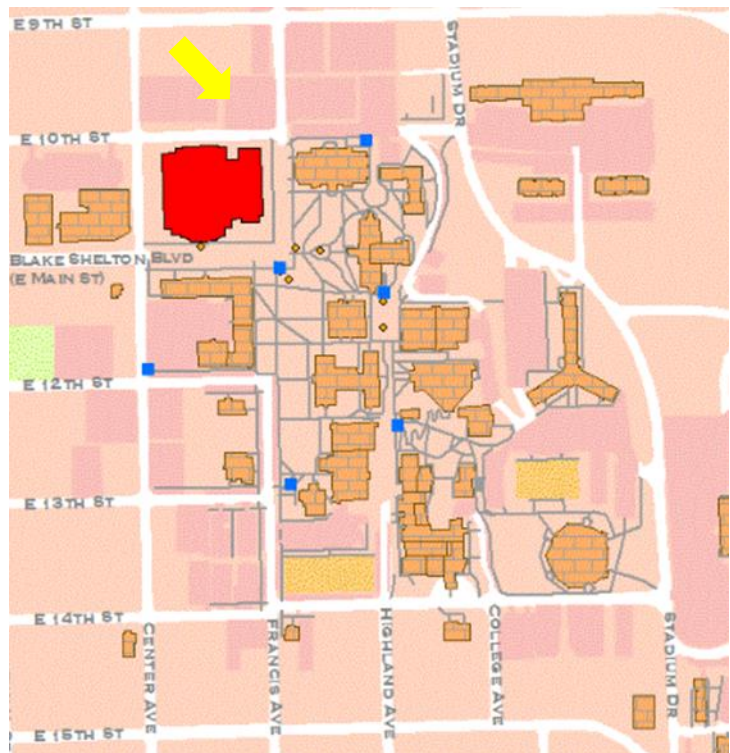 E 9TH ST
STADIUM DR
E 10TH ST
BLAKE SHELTON BLVD
(E MAIN ST)
E 12TH ST
E 13TH ST
E 14TH ST
CENTER AVE
FRANCIS AVE
HIGHLAND AVE
COLLEGE AVE
STADIUM DR
E 15TH ST